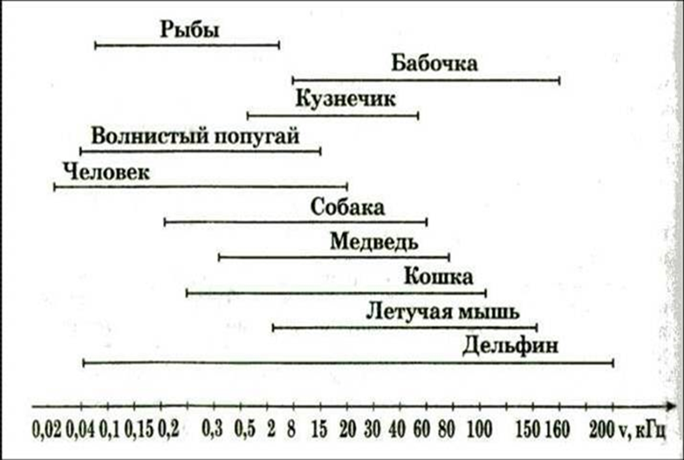 Рыбы
Бабочка
Кузнечик
Волнистый попугай
Человек
Собака
Медведь
Кошка
Летучая мышь
Дельфин
0,02 0,04 0,1 0,15 0,2 0,3 0,5 2 8 15 20 30 40 60 80 100 150 160 200 ν, кГц